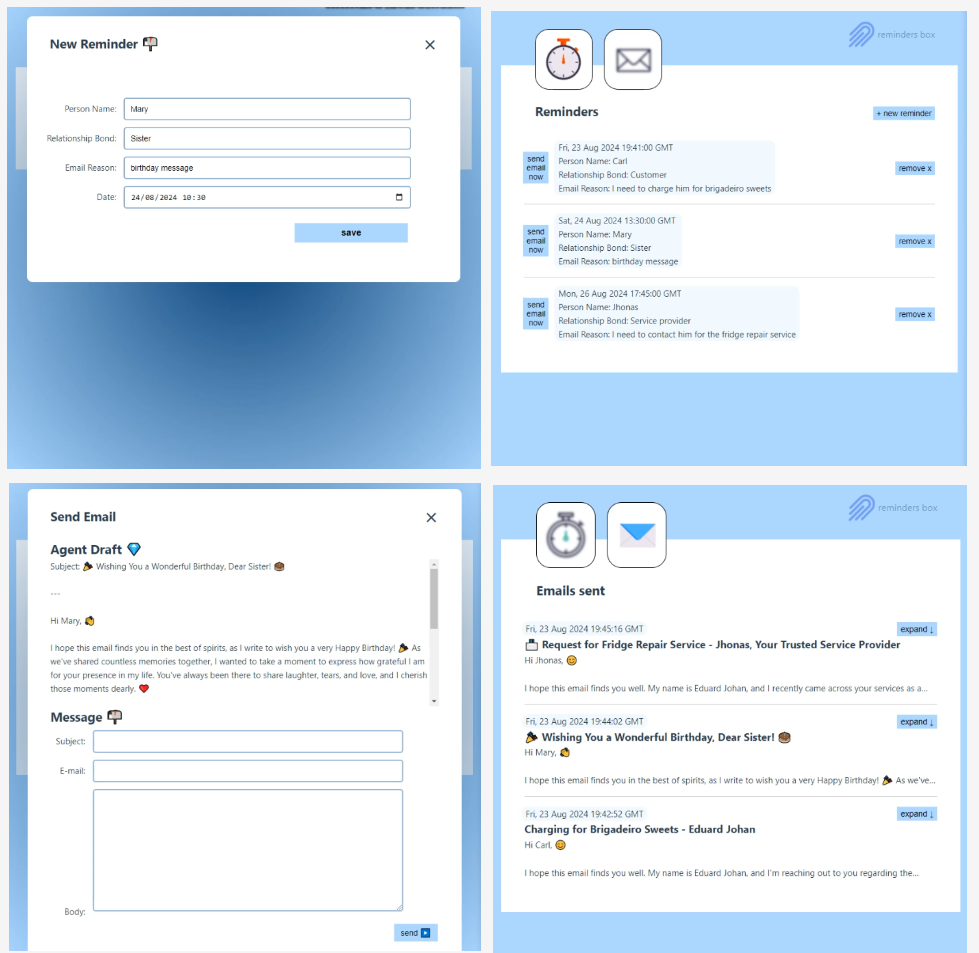 New Reminder
Person Name: Mary
Relationship Bond: Sister
Email Reason: birthday message
Date: 24/08/2024 10:30
save
reminders box
Reminders
+ new reminder
send email now
Fri, 23 Aug 2024 19:41:00 GMT
Person Name: Carl
Relationship Bond: Customer
Email Reason: I need to charge him for brigadeiro sweets
remove x
send email now
Sat, 24 Aug 2024 13:30:00 GMT
Person Name: Mary
Relationship Bond: Sister
Email Reason: birthday message
remove x
send email now
Mon, 26 Aug 2024 17:45:00 GMT
Person Name: Jhonas
Relationship Bond: Service provider
Email Reason: I need to contact him for the fridge repair service
remove x
Send Email
Agent Draft 💎
Subject: 🎉 Wishing You a Wonderful Birthday, Dear Sister! 🎂
---
Hi Mary, 👏
I hope this email finds you in the best of spirits, as I write to wish you a very Happy Birthday! 🎉 As
we've shared countless memories together, I wanted to take a moment to express how grateful I am
for your presence in my life. You've always been there to share laughter, tears, and love, and I cherish
those moments dearly. ❤️
Message
Subject:
E-mail:
Body:
send
reminders box
Emails sent
Fri, 23 Aug 2024 19:45:16 GMT
expand ↓
Request for Fridge Repair Service - Jhonas, Your Trusted Service Provider
Hi Jhonas, 😊
I hope this email finds you well. My name is Eduard Johan, and I recently came across your services as a...
Fri, 23 Aug 2024 19:44:02 GMT
expand ↓
🎉 Wishing You a Wonderful Birthday, Dear Sister! 🎂
Hi Mary, 👏
I hope this email finds you in the best of spirits, as I write to wish you a very Happy Birthday! 🎉 As we've...
Fri, 23 Aug 2024 19:42:52 GMT
expand ↓
Charging for Brigadeiro Sweets - Eduard Johan
Hi Carl, 😊
I hope this email finds you well. My name is Eduard Johan, and I'm reaching out to you regarding the...